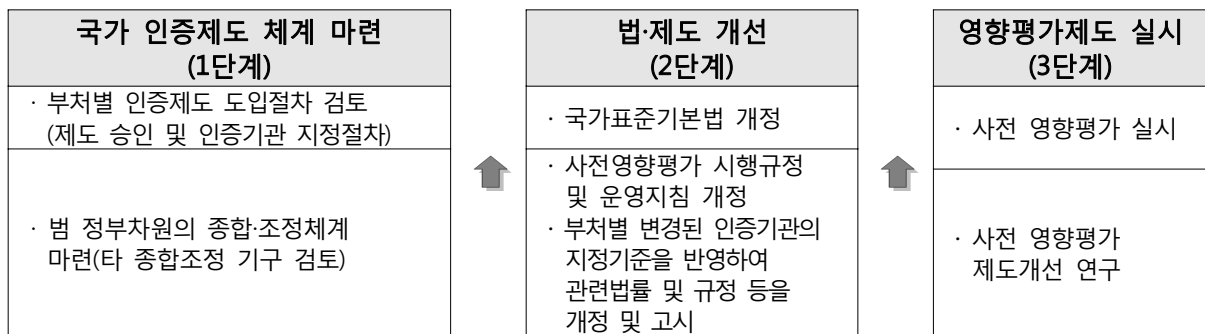 국가 인증제도 체계 마련
(1단계)
· 부처별 인증제도 도입절차 검토
(제도 승인 및 인증기관 지정절차)
· 범 정부차원의 종합·조정체계
마련(타 종합조정 기구 검토)
법·제도 개선
(2단계)
· 국가표준기본법 개정
· 사전영향평가 시행규정
및 운영지침 개정
· 부처별 변경된 인증기관의
지정기준을 반영하여
관련법률 및 규정 등을
개정 및 고시
영향평가제도 실시
(3단계)
· 사전 영향평가 실시
· 사전 영향평가
제도개선 연구